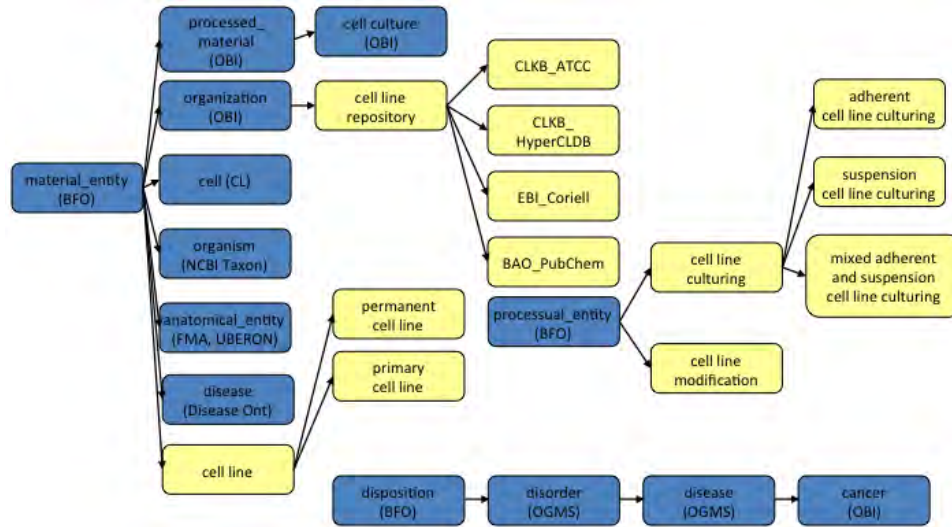 processed_
material
(OBI)
cell culture
(OBI)
organization
(OBI)
cell line
repository
CLKB_ATCC
CLKB_
HyperCLDB
EBI_Coriell
BAO_PubChem
material_entity
(BFO)
cell (CL)
organism
(NCBI Taxon)
anatomical_entity
(FMA, UBERON)
disease
(Disease Ont)
cell line
permanent
cell line
primary
cell line
processual_entity
(BFO)
cell line
culturing
cell line
modification
adherent
cell line culturing
suspension
cell line culturing
mixed adherent
and suspension
cell line culturing
disposition
(BFO)
disorder
(OGMS)
disease
(OGMS)
cancer
(OBI)